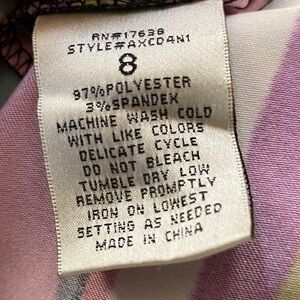 RN#17638
STYLE#AXCD4N1
8
97%POLYESTER
3%SPANDEX
MACHINE WASH COLD
WITH LIKE COLORS
DELICATE CYCLE
DO NOT BLEACH
TUMBLE DRY LOW
REMOVE PROMPTLY
IRON ON LOWEST
SETTING AS NEEDED
MADE IN CHINA